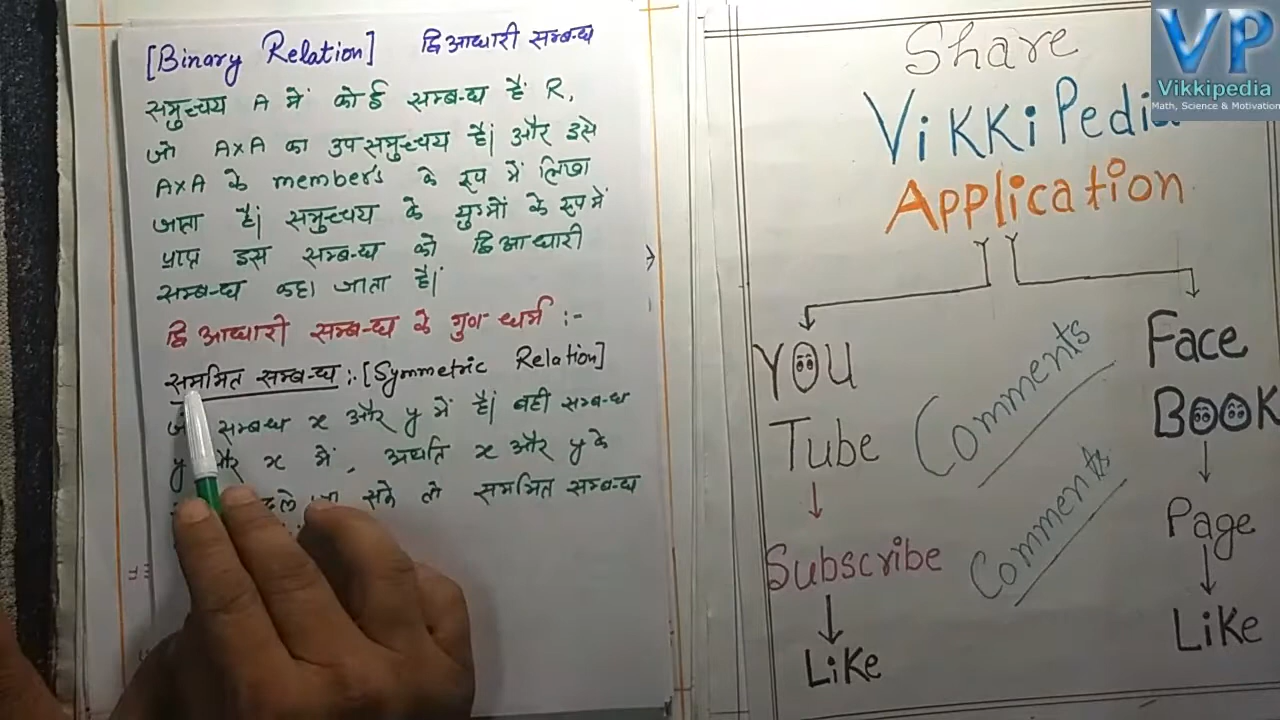 [Binary Relation] द्विआधारी सम्बन्ध
समुच्चय A में कोई सम्बन्ध है R,
जो A×A का उपसमुच्चय है। और इसे
A×A के member's के रूप में लिखा
जाता है। समुच्चय के युग्मों के रूप में
प्राप्त इस सम्बन्ध को द्विआधारी
सम्बन्ध कहा जाता है।
द्विआधारी सम्बन्ध के गुण धर्म :-
सममित सम्बन्ध :- [Symmetric Relation]
सम्बन्ध x और y में है। वही सम्बन्ध
y और x में, अर्थात x और y के
सके तो सममित सम्बन्ध
Share
ViKKiPedia
Application
YOU
Tube
Subscribe
LiKe
Comments
Comments
Face
BOOK
Page
LiKe
VP
Vikkipedia
Math, Science & Motivation